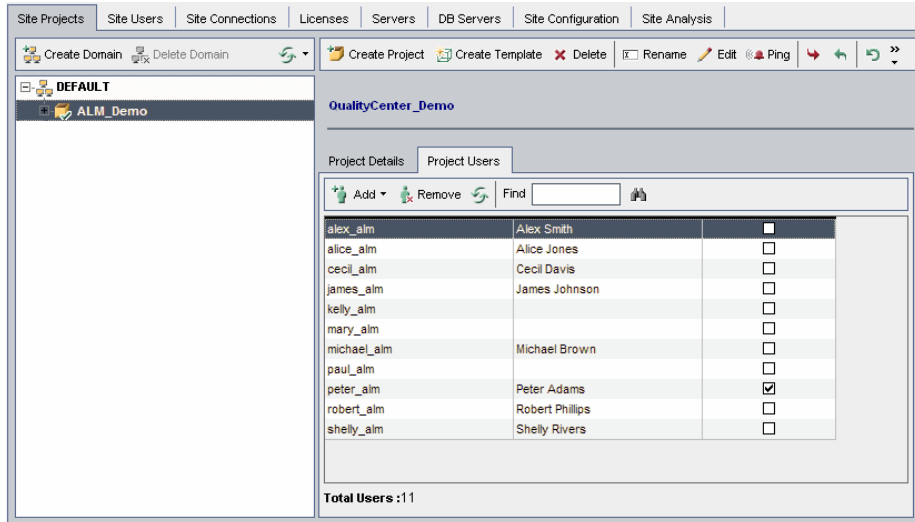 Site Projects Site Users Site Connections Licenses Servers DB Servers Site Configuration Site Analysis
Create Domain Delete Domain Create Project Create Template Delete Rename Edit Ping
DEFAULT
ALM_Demo
QualityCenter_Demo
Project Details Project Users
Add Remove Find
alex_alm Alex Smith
alice_alm Alice Jones
cecil_alm Cecil Davis
james_alm James Johnson
kelly_alm
mary_alm
michael_alm Michael Brown
paul_alm
peter_alm Peter Adams
robert_alm Robert Phillips
shelly_alm Shelly Rivers
Total Users :11